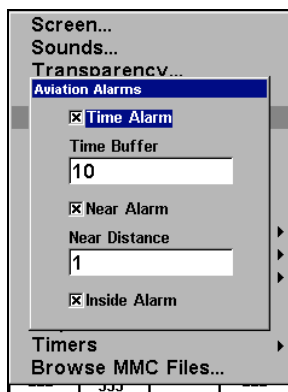 Screen...
Sounds...
Transparency...
Aviation Alarms
Time Alarm
Time Buffer
10
Near Alarm
Near Distance
1
Inside Alarm
Timers
Browse MMC Files...